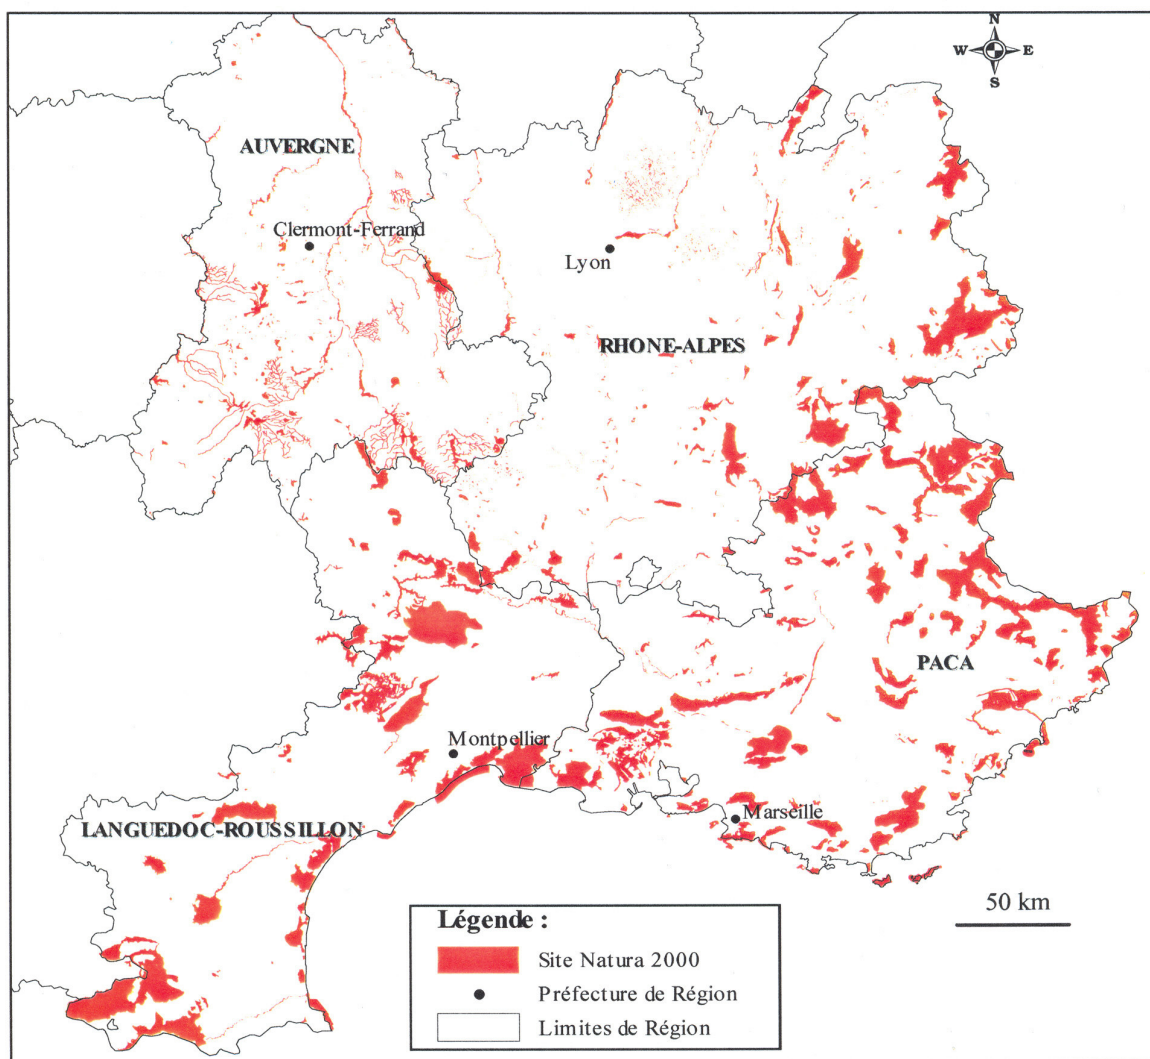 N
W E
S
AUVERGNE
Clermont-Ferrand
Lyon
RHONE-ALPES
PACA
Montpellier
Marseille
LANGUEDOC-ROUSSILLON
50 km
Légende :
Site Natura 2000
Préfecture de Région
Limites de Région